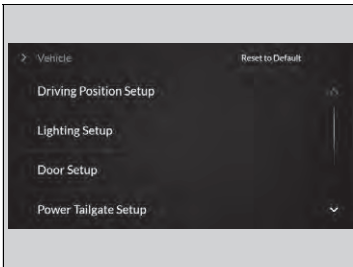 Vehicle
Reset to Default
Driving Position Setup
Lighting Setup
Door Setup
Power Tailgate Setup